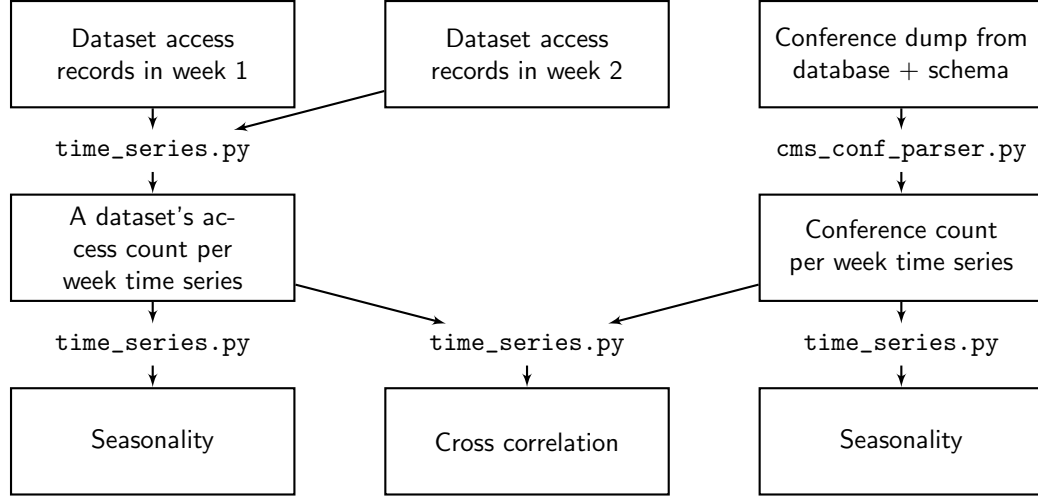 Dataset access
records in week 1
Dataset access
records in week 2
Conference dump from
database + schema
time_series.py
cms_conf_parser.py
A dataset's ac-
cess count per
week time series
Conference count
per week time series
time_series.py
time_series.py
time_series.py
Seasonality
Cross correlation
Seasonality